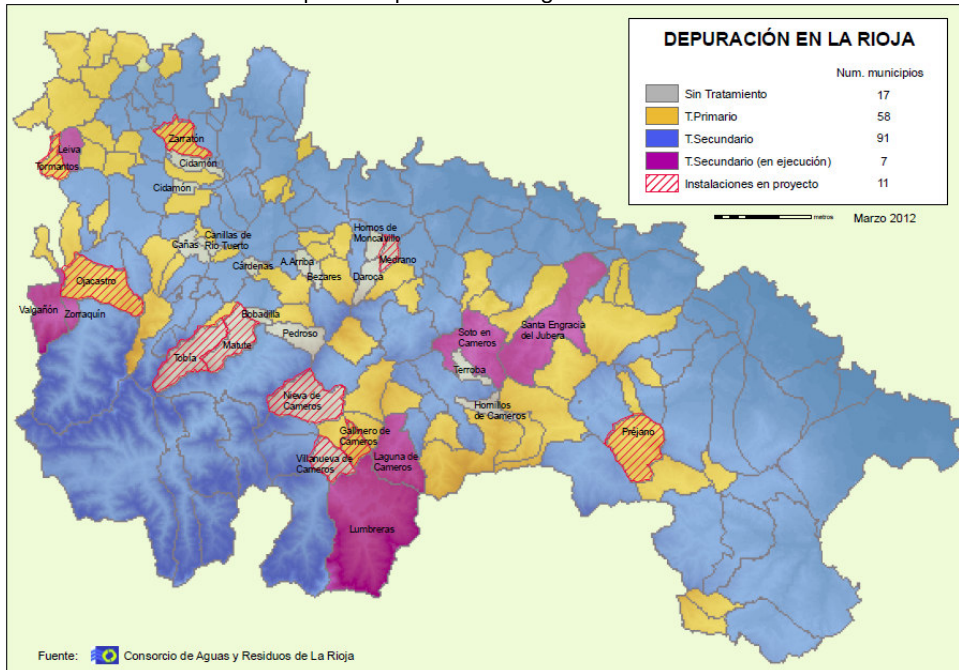 DEPURACIÓN EN LA RIOJA
Num. municipios
Sin Tratamiento 17
T.Primario 58
T.Secundario 91
T.Secundario (en ejecución) 7
Instalaciones en proyecto 11
metros Marzo 2012
Zarratón
Leiva
Tormantos
Cidamón
Cidamón
Hornos de
Moncalvillo
Cañas
Canillas de
Río Tuerto
Medrano
A.Arriba
Cárdenas
Bezares
Daroca
Ojacastro
Valgañón
Zorraquín
Bobadilla
Pedroso
Matute
Tobía
Soto en
Cameros
Santa Engracia
del Jubera
Terroba
Nieva de
Cameros
Hornillos
de Cameros
Gallinero de
Cameros
Préjano
Villanueva de
Cameros
Laguna de
Cameros
Lumbreras
Fuente: Consorcio de Aguas y Residuos de La Rioja